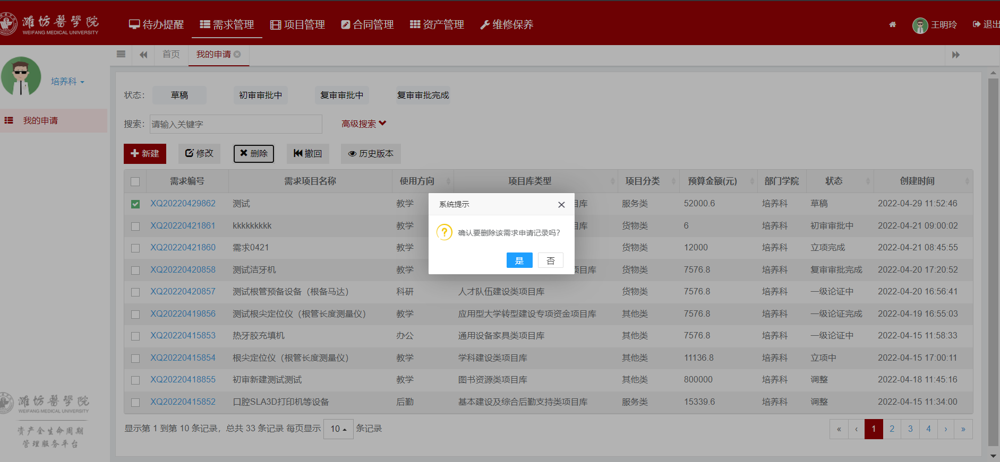 濰坊醫學院
WEIFANG MEDICAL UNIVERSITY
待办提醒 需求管理 项目管理 合同管理 资产管理 维修保养
王明玲 退出
首页 我的申请
培养科
我的申请
状态: 草稿 初审审批中 复审审批中 复审审批完成
搜索: 请输入关键字 高级搜索
新建 修改 删除 撤回 历史版本
需求编号 需求项目名称 使用方向 项目库类型 项目分类 预算金额(元) 部门学院 状态 创建时间
XQ20220429862 测试 教学 目库 服务类 52000.6 培养科 草稿 2022-04-29 11:52:46
XQ20220421861 kkkkkkkkk 教学 目库 货物类 6 培养科 初审审批中 2022-04-21 09:00:02
XQ20220421860 需求0421 教学 货物类 12000 培养科 立项完成 2022-04-21 08:45:55
XQ20220420858 测试洁牙机 教学 项目库 货物类 7576.8 培养科 复审审批完成 2022-04-20 17:20:52
XQ20220420857 测试根管预备设备（根备马达） 科研 人才队伍建设类项目库 货物类 7576.8 培养科 一级论证中 2022-04-20 16:56:41
XQ20220419856 测试根尖定位仪（根管长度测量仪） 教学 应用型大学转型建设专项资金项目库 其他类 7576.8 培养科 一级论证完成 2022-04-19 16:55:03
XQ20220415853 热牙胶充填机 办公 通用设备家具类项目库 其他类 7576.8 培养科 一级论证中 2022-04-15 11:58:33
XQ20220415854 根尖定位仪（根管长度测量仪） 教学 学科建设类项目库 其他类 11136.8 培养科 立项中 2022-04-15 17:00:11
XQ20220418855 初审新建测试测试 教学 图书资源类项目库 其他类 800000 培养科 调整 2022-04-18 11:45:16
XQ20220415852 口腔SLA3D打印机等设备 后勤 基本建设及综合后勤支持类项目库 服务类 15339.6 培养科 调整 2022-04-15 11:34:00
系统提示
确认要删除该需求申请记录吗?
是 否
显示第 1 到第 10 条记录，总共 33 条记录 每页显示 10 条记录
« ‹ 1 2 3 4 › »
濰坊醫學院
WEIFANG MEDICAL UNIVERSITY
资产全生命周期
管理服务平台